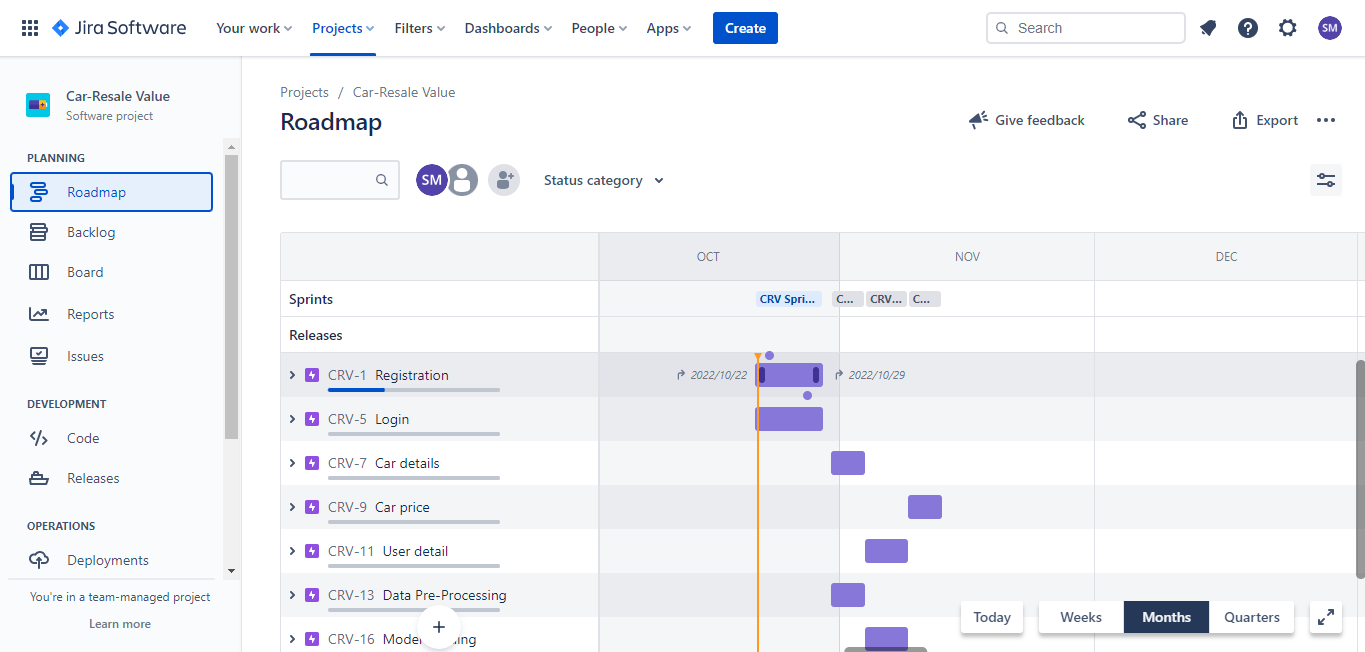 Jira Software Your work Projects Filters Dashboards People Apps Create Search SM
Car-Resale Value
Software project
PLANNING
Roadmap
Backlog
Board
Reports
Issues
DEVELOPMENT
Code
Releases
OPERATIONS
Deployments
You're in a team-managed project
Learn more
Projects / Car-Resale Value
Roadmap
Give feedback Share Export
SM Status category
OCT NOV DEC
Sprints CRV Spri... C... CRV... C...
Releases
CRV-1 Registration 2022/10/22 2022/10/29
CRV-5 Login
CRV-7 Car details
CRV-9 Car price
CRV-11 User detail
CRV-13 Data Pre-Processing
CRV-16
Today Weeks Months Quarters